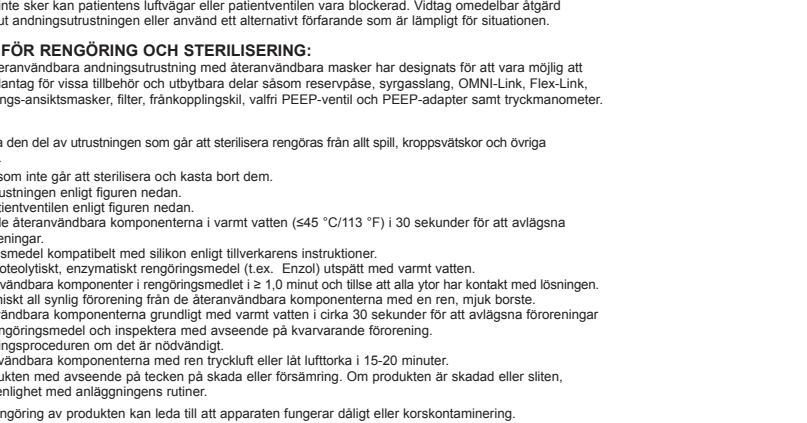 inte sker kan patientens luftvägar eller patientventilen vara blockerad. Vidtag omedelbar åtgärd
ut andningsutrustningen eller använd ett alternativt förfarande som är lämpligt för situationen.
FÖR RENGÖRING OCH STERILISERING:
eranvändbara andningsutrustning med återanvändbara masker har designats för att vara möjlig att
lantag för vissa tillbehör och utbytbara delar såsom reservpåse, syrgasslang, OMNI-Link, Flex-Link,
ngs-ansiktsmasker, filter, frånkopplingskil, valfri PEEP-ventil och PEEP-adapter samt tryckmanometer.
a den del av utrustningen som går att sterilisera rengöras från allt spill, kroppsvätskor och övriga
som inte går att sterilisera och kasta bort dem.
rustningen enligt figuren nedan.
tientventilen enligt figuren nedan.
de återanvändbara komponenterna i varmt vatten (≤45 °C/113 °F) i 30 sekunder för att avlägsna
eningar.
smedel kompatibelt med silikon enligt tillverkarens instruktioner.
oteolytiskt, enzymatiskt rengöringsmedel (t.ex. Enzol) utspätt med varmt vatten.
vändbara komponenter i rengöringsmedlet i ≥ 1,0 minut och tillse att alla ytor har kontakt med lösningen.
niskt all synlig förorening från de återanvändbara komponenterna med en ren, mjuk borste.
vändbara komponenterna grundligt med varmt vatten i cirka 30 sekunder för att avlägsna föroreningar
ngöringsmedel och inspektera med avseende på kvarvarande förorening.
ingsproceduren om det är nödvändigt.
vändbara komponenterna med ren tryckluft eller låt lufttorka i 15-20 minuter.
ukten med avseende på tecken på skada eller försämring. Om produkten är skadad eller sliten,
enlighet med anläggningens rutiner.
ngöring av produkten kan leda till att apparaten fungerar dåligt eller korskontaminering.